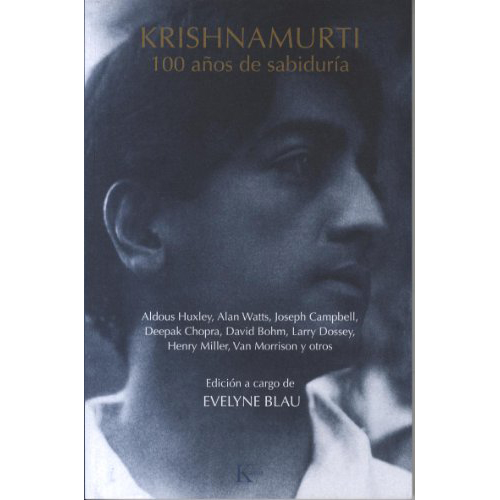 KRISHNAMURTI
100 años de sabiduría
Aldous Huxley, Alan Watts, Joseph Campbell,
Deepak Chopra, David Bohm, Larry Dossey,
Henry Miller, Van Morrison y otros
Edición a cargo de
EVELYNE BLAU
K